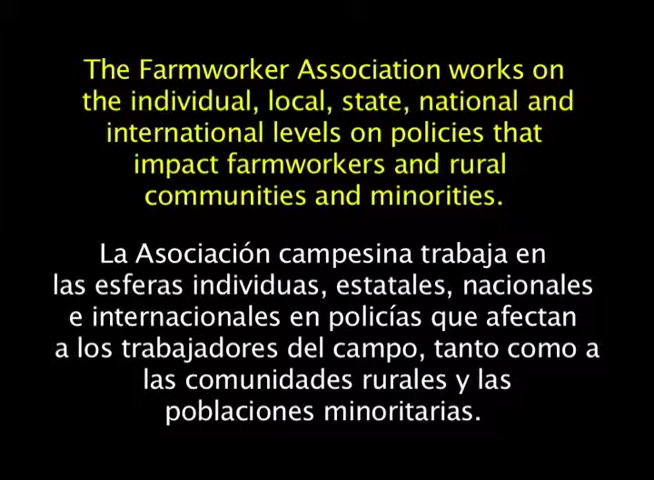 The Farmworker Association works on
the individual, local, state, national and
international levels on policies that
impact farmworkers and rural
communities and minorities.
La Asociación campesina trabaja en
las esferas individuas, estatales, nacionales
e internacionales en policías que afectan
a los trabajadores del campo, tanto como a
las comunidades rurales y las
poblaciones minoritarias.